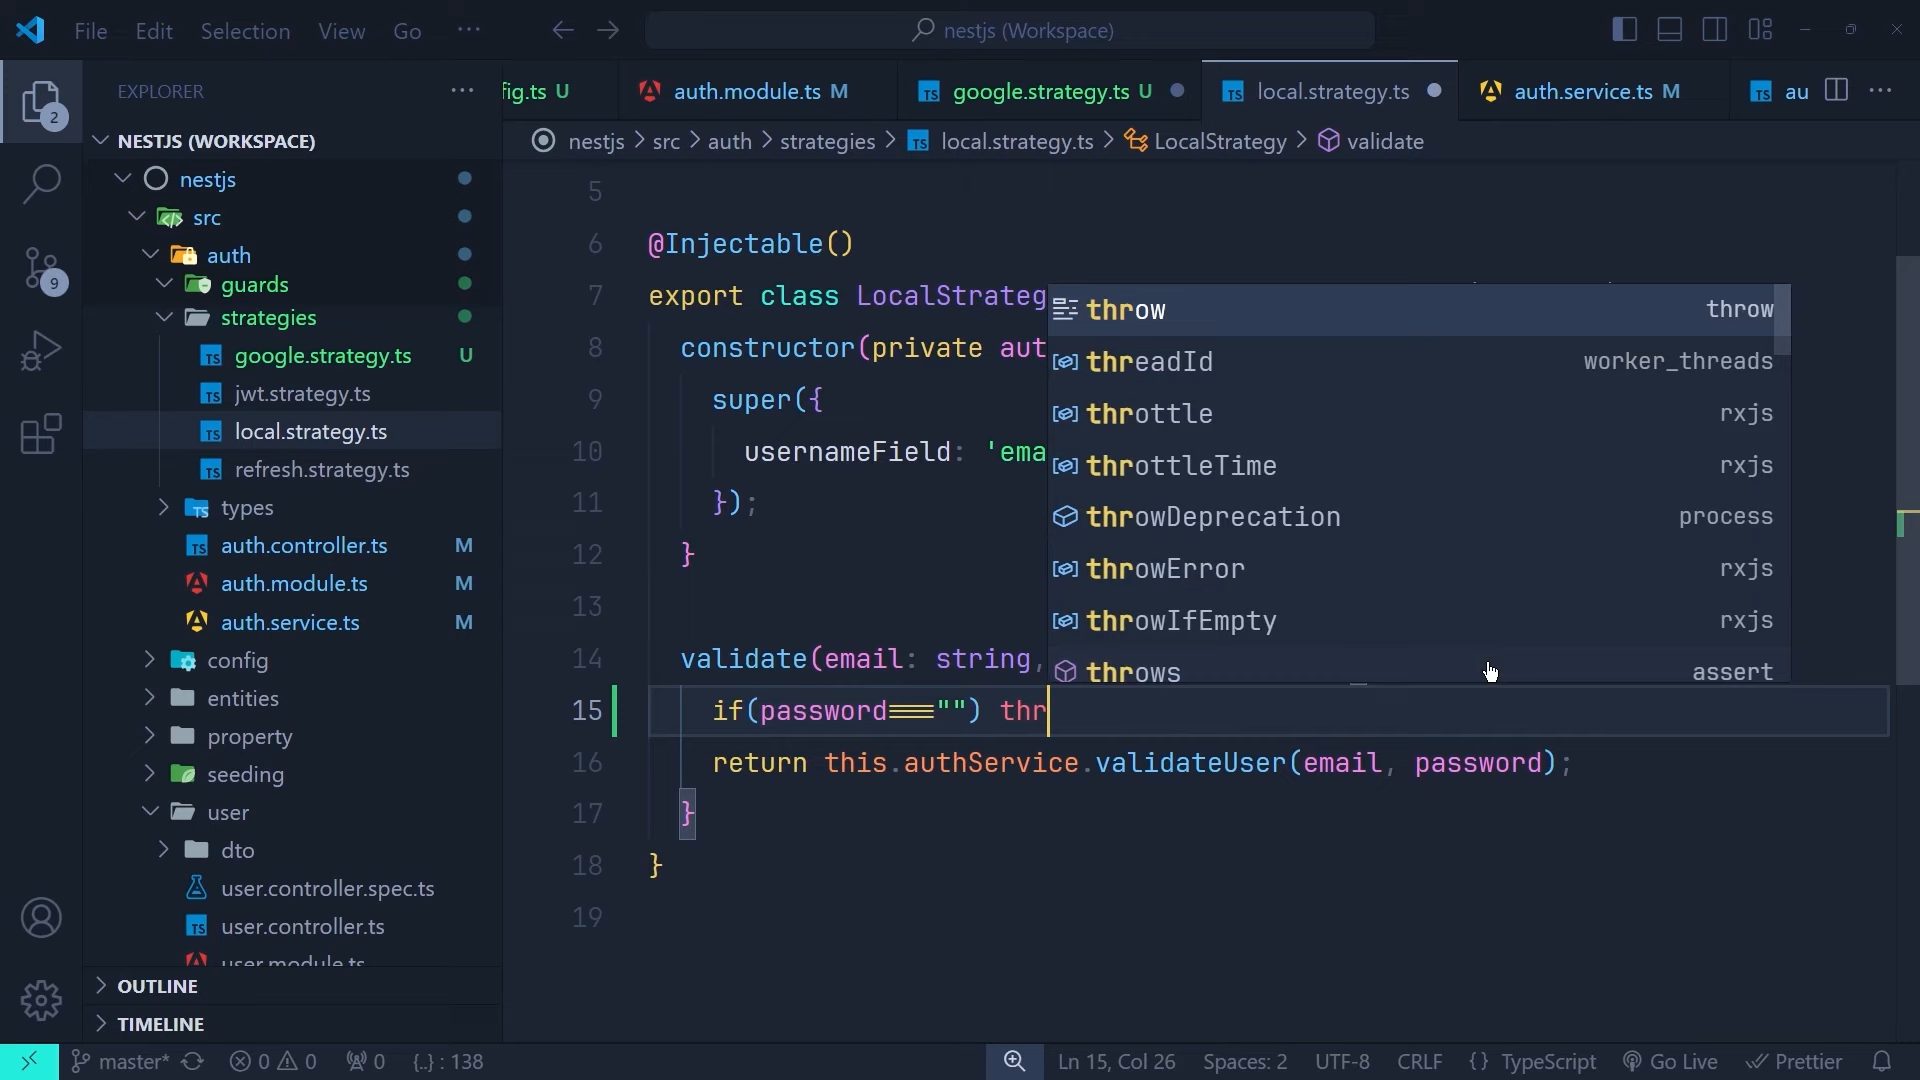 File Edit Selection View Go ··· nestjs (Workspace)
EXPLORER ···
fig.ts U auth.module.ts M google.strategy.ts U local.strategy.ts auth.service.ts M au ···
nestjs > src > auth > strategies > local.strategy.ts > LocalStrategy > validate
2
9
NESTJS (WORKSPACE)
nestjs
src
auth
guards
strategies
google.strategy.ts U
jwt.strategy.ts
local.strategy.ts
refresh.strategy.ts
types
auth.controller.ts M
auth.module.ts M
auth.service.ts M
config
entities
property
seeding
user
dto
user.controller.spec.ts
user.controller.ts
user.module.ts
OUTLINE
TIMELINE
5
6 @Injectable()
7 export class LocalStrateg
8 constructor(private aut
9 super({
10 usernameField: 'ema
11 });
12 }
13
14 validate(email: string,
15 if(password==="") thr
16 return this.authService.validateUser(email, password);
17 }
18 }
19
throw throw
threadId worker_threads
throttle rxjs
throttleTime rxjs
throwDeprecation process
throwError rxjs
throwIfEmpty rxjs
throws assert
master* 0 0 0 {..} : 138 Ln 15, Col 26 Spaces: 2 UTF-8 CRLF {} TypeScript Go Live Prettier